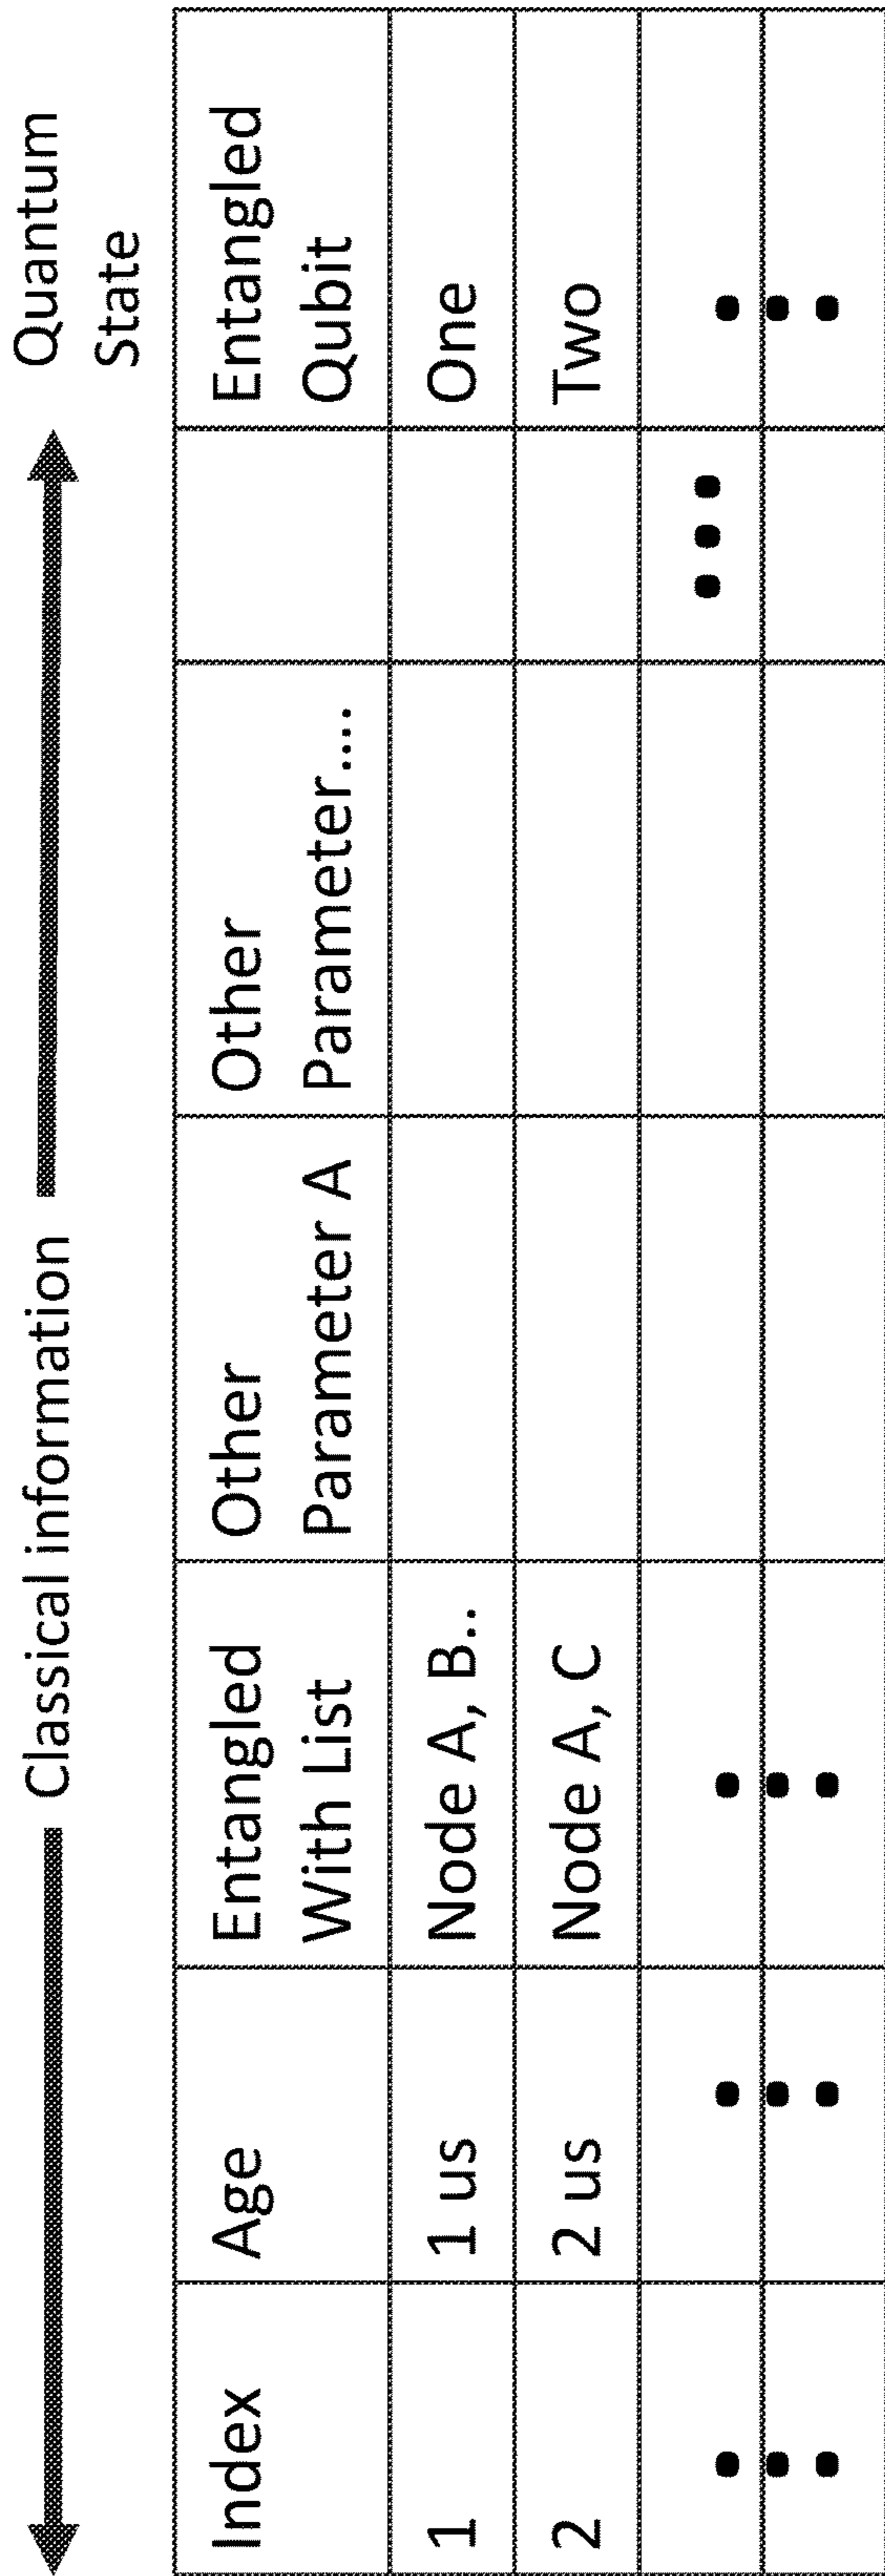 Classical information
Quantum
State
Index
Age
Entangled
With List
Other
Parameter A
Other
Parameter....
Entangled
Qubit
1
1 us
Node A, B..
One
2
2 us
Node A, C
Two